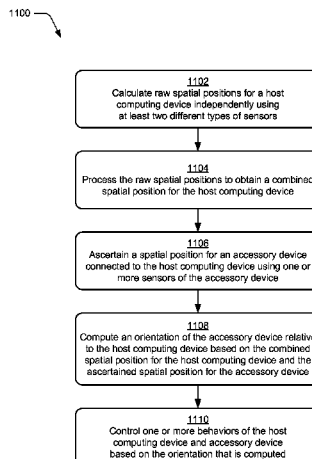 1100
1102
Calculate raw spatial positions for a host
computing device independently using
at least two different types of sensors
1104
Process the raw spatial positions to obtain a combined
spatial position for the host computing device
1106
Ascertain a spatial position for an accessory device
connected to the host computing device using one or
more sensors of the accessory device
1108
Compute an orientation of the accessory device relative
to the host computing device based on the combined
spatial position for the host computing device and the
ascertained spatial position for the accessory device
1110
Control one or more behaviors of the host
computing device and accessory device
based on the orientation that is computed